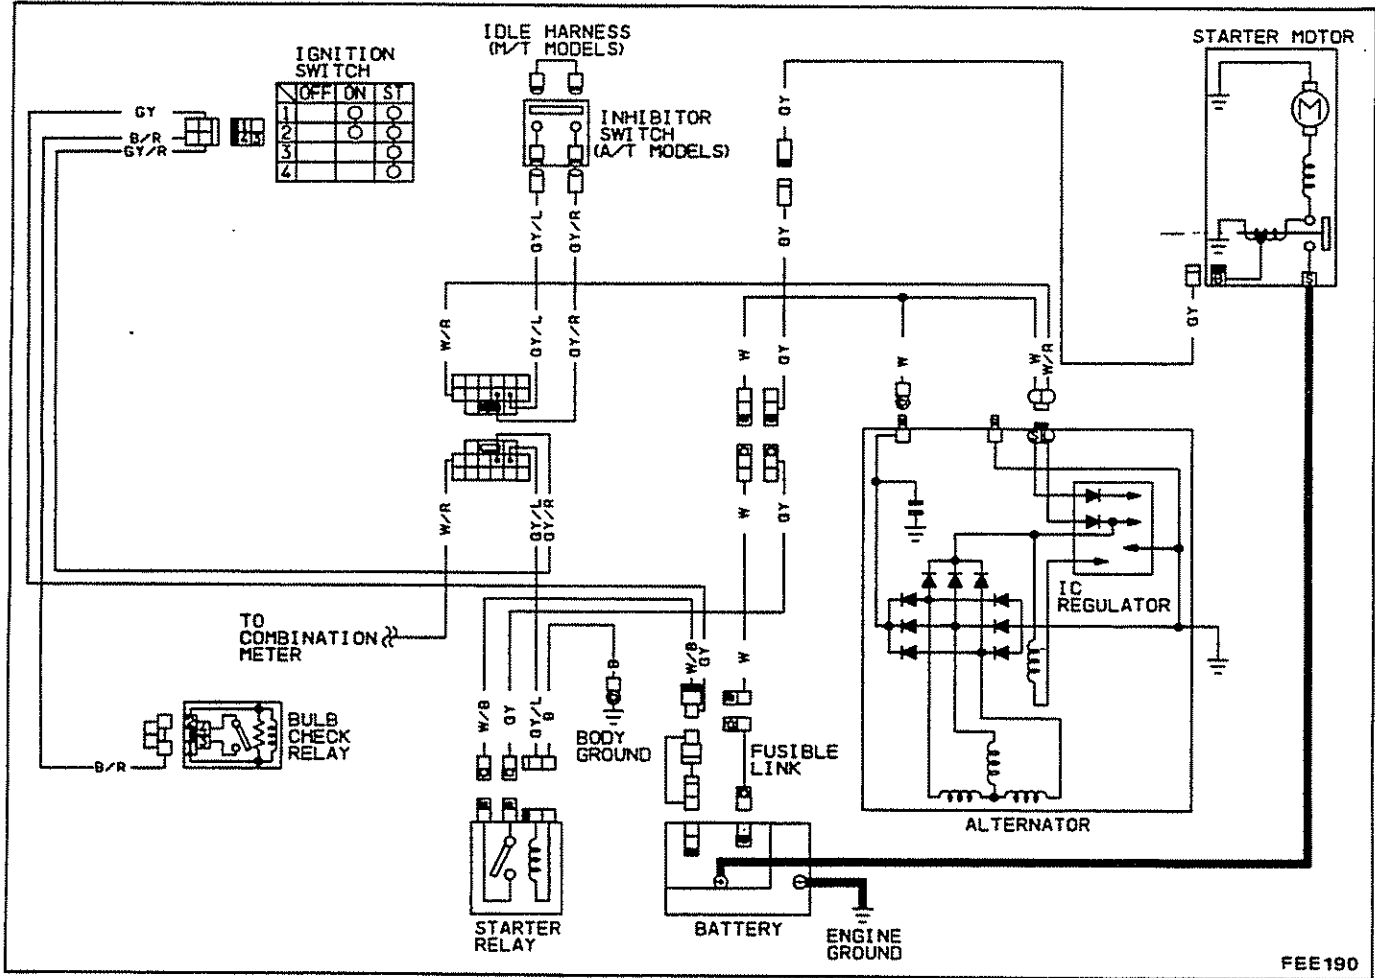 IDLE HARNESS
(M/T MODELS)
IGNITION
SWITCH
OFF ON ST
1
2
3
4
GY
B/R
GY/R
4 3
INHIBITOR
SWITCH
(A/T MODELS)
STARTER MOTOR
M
S
GY
GY
GY
GY/L
GY/R
W/R
GY/L
GY/R
W
GY
W
W
W/R
S L
W/R
GY/L
GY/R
W
GY
IC
REGULATOR
TO
COMBINATION
METER
W/B
GY
GY/L
B
B
W/B
GY
W
BODY
GROUND
FUSIBLE
LINK
BULB
CHECK
RELAY
B/R
ALTERNATOR
STARTER
RELAY
BATTERY
ENGINE
GROUND
FEE190